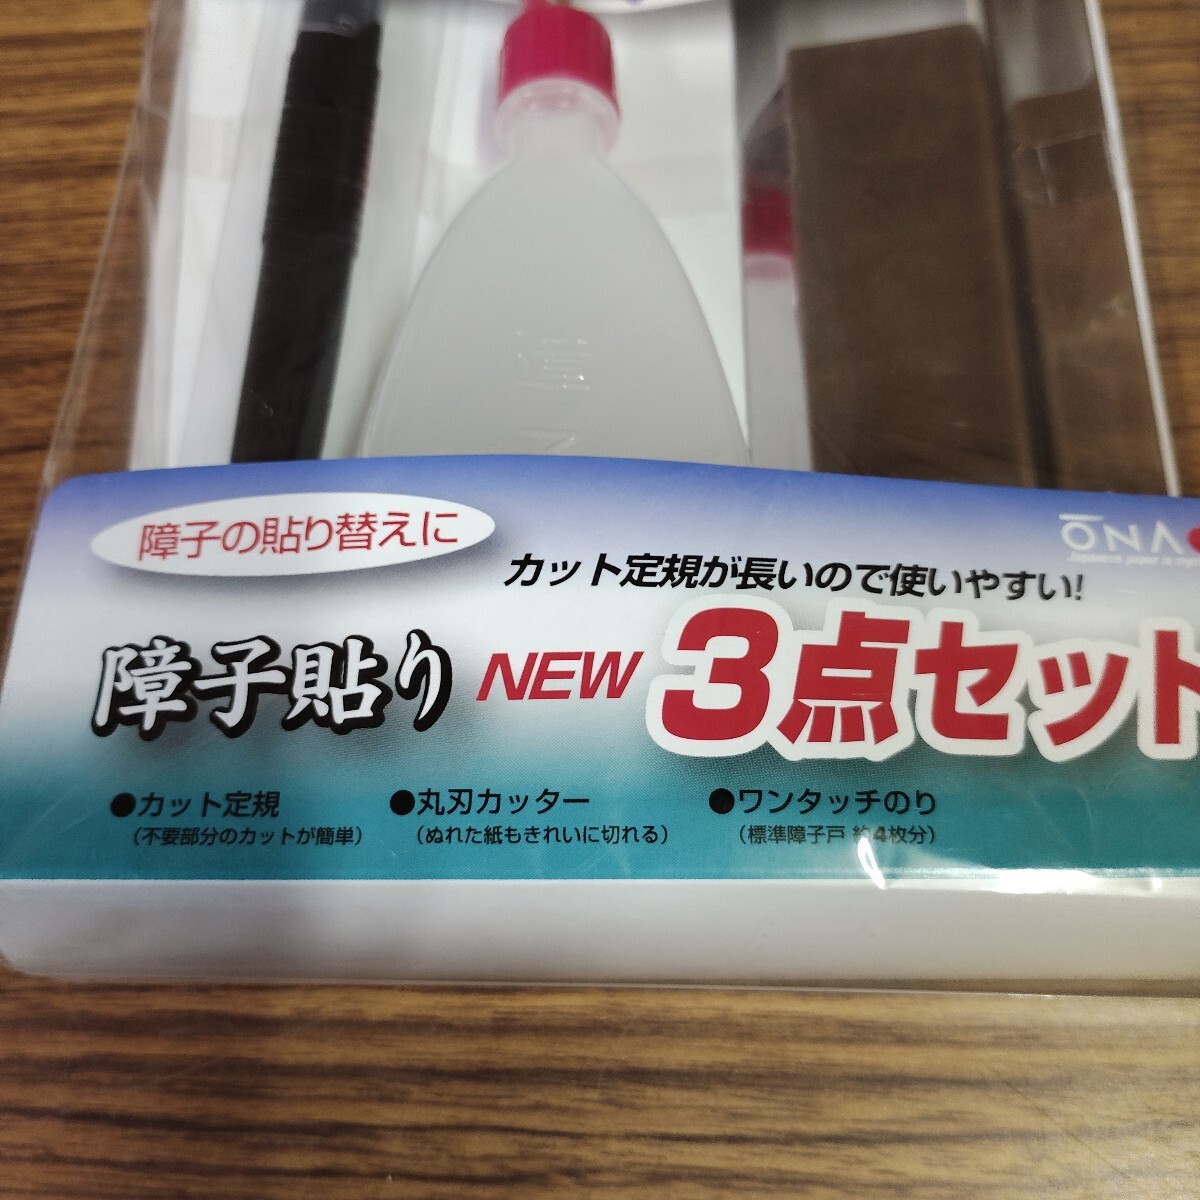 障子の貼り替えに
ONA
カット定規が長いので使いやすい!
障子貼り NEW 3点セット
●カット定規 ●丸刃カッター ●ワンタッチのり
(不要部分のカットが簡単) (ぬれた紙もきれいに切れる) (標準障子戸 約4枚分)